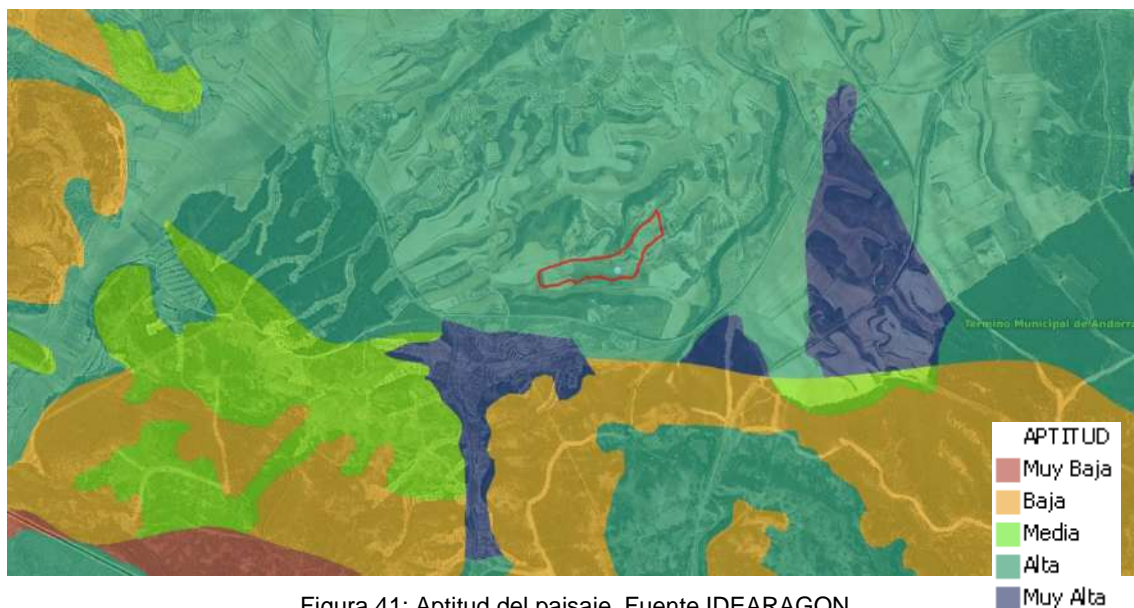 Termino Municipal de Andorra
APTITUD
Muy Baja
Baja
Media
Alta
Muy Alta
Figura 41: Aptitud del paisaje. Fuente IDEARAGON